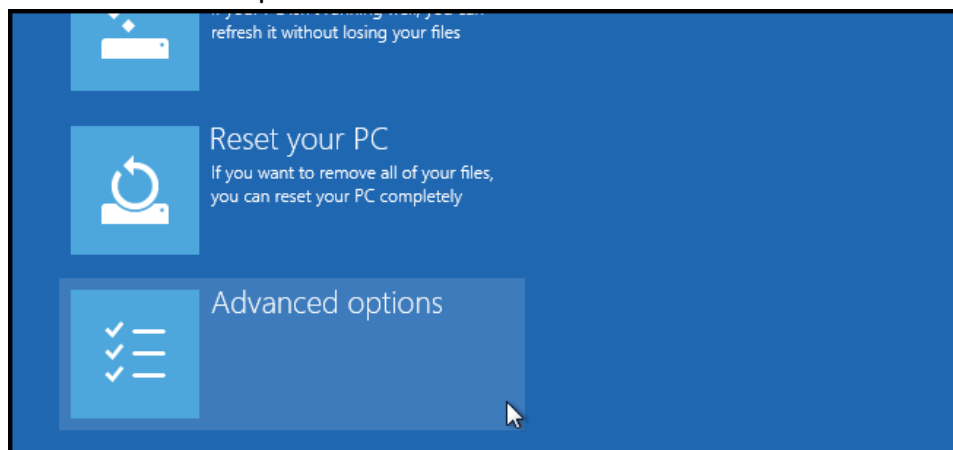 refresh it without losing your files
Reset your PC
If you want to remove all of your files,
you can reset your PC completely
Advanced options